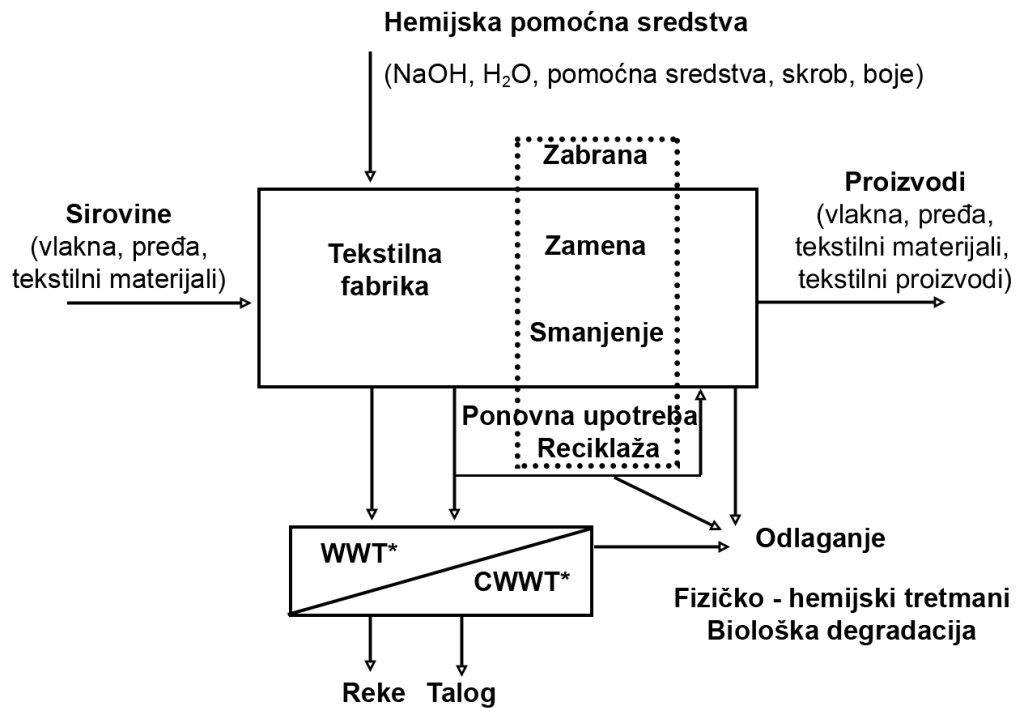 Hemijska pomoćna sredstva
(NaOH, H₂O, pomoćna sredstva, skrob, boje)
Zabrana
Sirovine
(vlakna, pređa,
tekstilni materijali)
Tekstilna
fabrika
Zamena
Smanjenje
Proizvodi
(vlakna, pređa,
tekstilni materijali,
tekstilni proizvodi)
Ponovna upotreba
Reciklaža
WWT*
CWWT*
Odlaganje
Fizičko - hemijski tretmani
Biološka degradacija
Reke
Talog